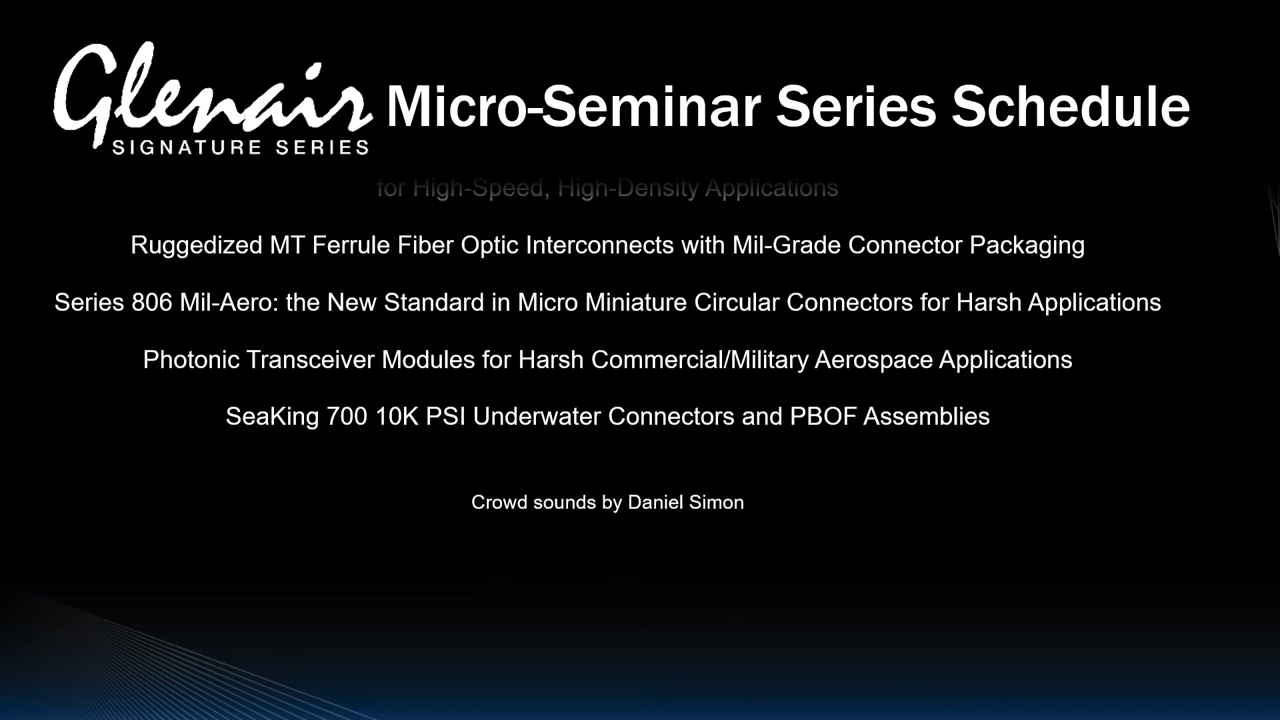 Glenair Micro-Seminar Series Schedule
SIGNATURE SERIES
for High-Speed, High-Density Applications
Ruggedized MT Ferrule Fiber Optic Interconnects with Mil-Grade Connector Packaging
Series 806 Mil-Aero: the New Standard in Micro Miniature Circular Connectors for Harsh Applications
Photonic Transceiver Modules for Harsh Commercial/Military Aerospace Applications
SeaKing 700 10K PSI Underwater Connectors and PBOF Assemblies
Crowd sounds by Daniel Simon